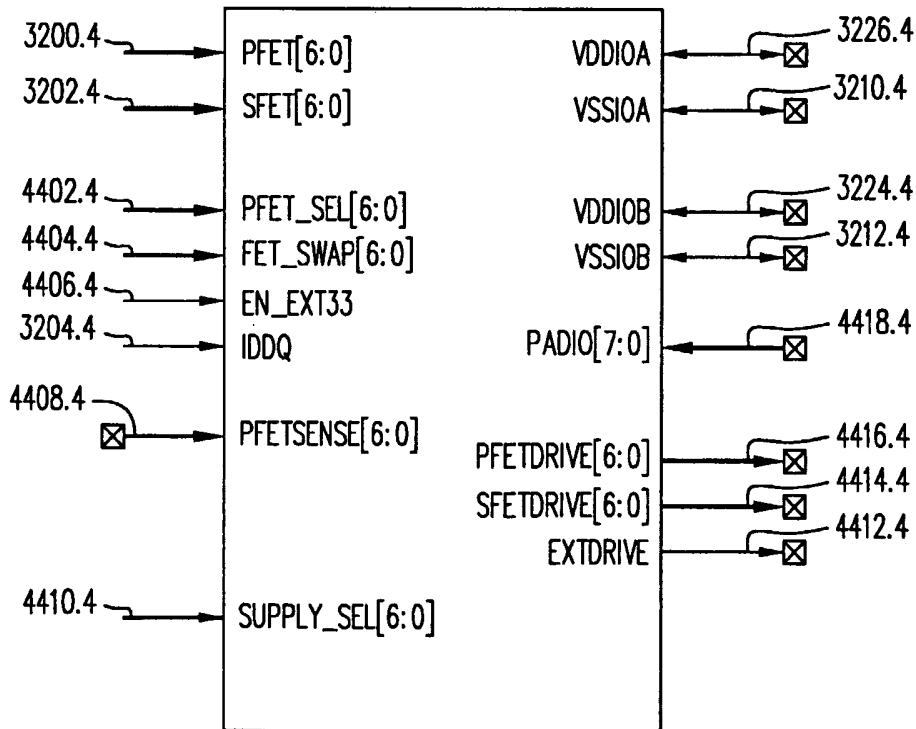 3200.4 PFET[6:0] VDDIOA 3226.4
3202.4 SFET[6:0] VSSIOA 3210.4
4402.4 PFET_SEL[6:0] VDDIOB 3224.4
4404.4 FET_SWAP[6:0] VSSIOB 3212.4
4406.4 EN_EXT33
3204.4 IDDQ PADIO[7:0] 4418.4
4408.4 PFETSENSE[6:0]
PFETDRIVE[6:0] 4416.4
SFETDRIVE[6:0] 4414.4
EXTDRIVE 4412.4
4410.4 SUPPLY_SEL[6:0]